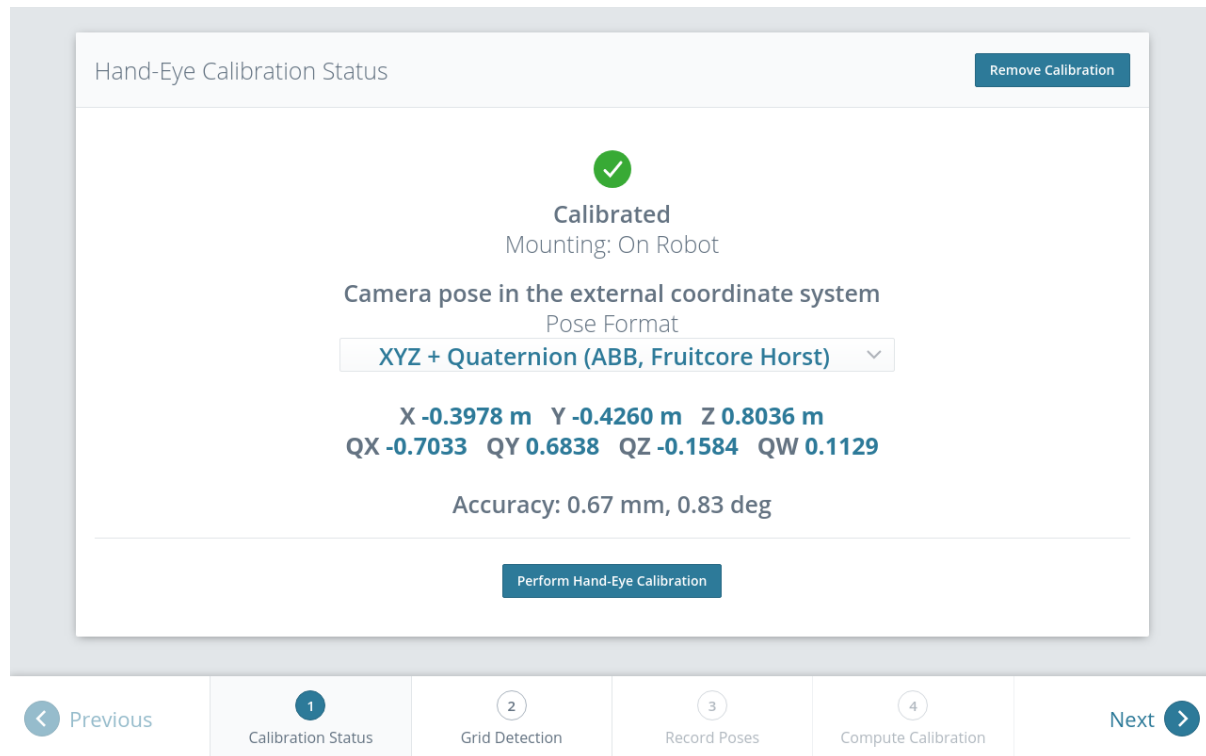 Hand-Eye Calibration Status
Remove Calibration
Calibrated
Mounting: On Robot
Camera pose in the external coordinate system
Pose Format
XYZ + Quaternion (ABB, Fruitcore Horst)
X -0.3978 m Y -0.4260 m Z 0.8036 m
QX -0.7033 QY 0.6838 QZ -0.1584 QW 0.1129
Accuracy: 0.67 mm, 0.83 deg
Perform Hand-Eye Calibration
Previous
1
Calibration Status
2
Grid Detection
3
Record Poses
4
Compute Calibration
Next